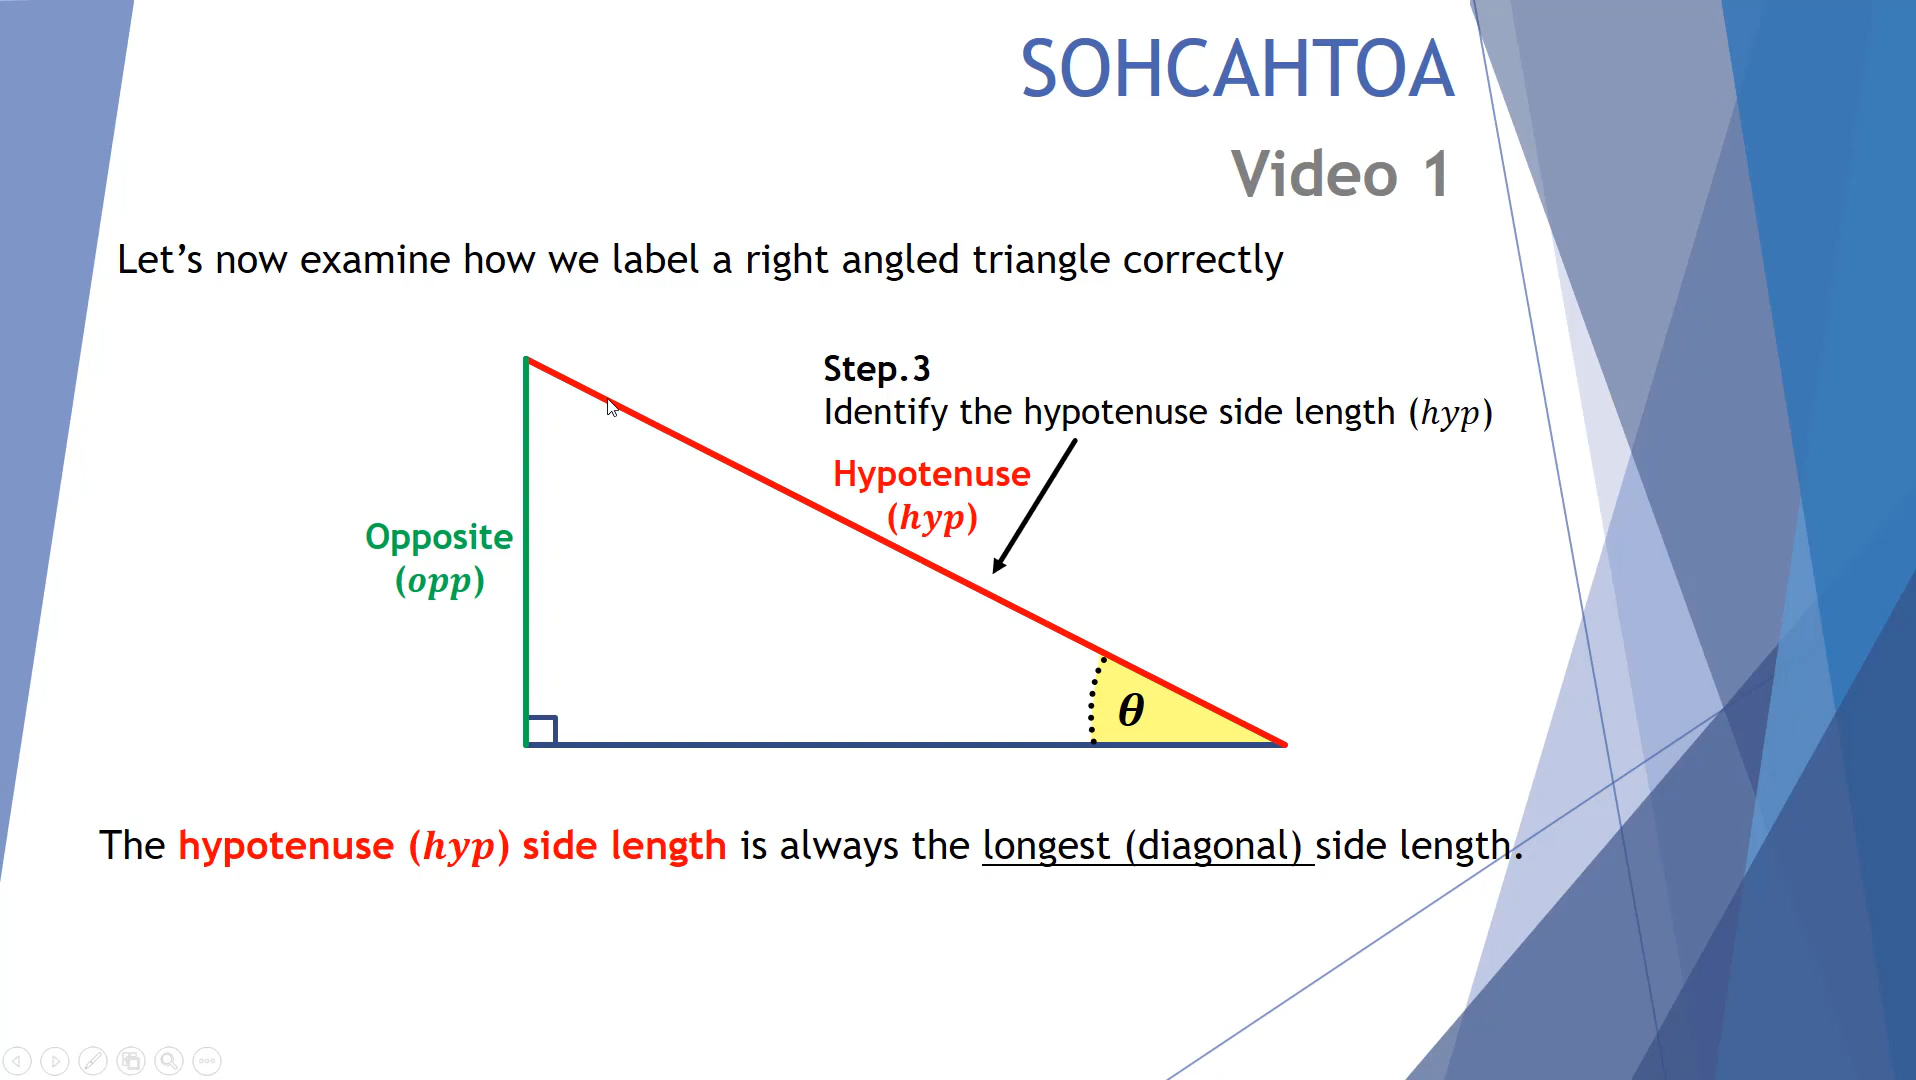 SOHCAHTOA
Video 1
Let’s now examine how we label a right angled triangle correctly
Step.3
Identify the hypotenuse side length (hyp)
Hypotenuse
(hyp)
Opposite
(opp)
θ
The hypotenuse (hyp) side length is always the longest (diagonal) side length.